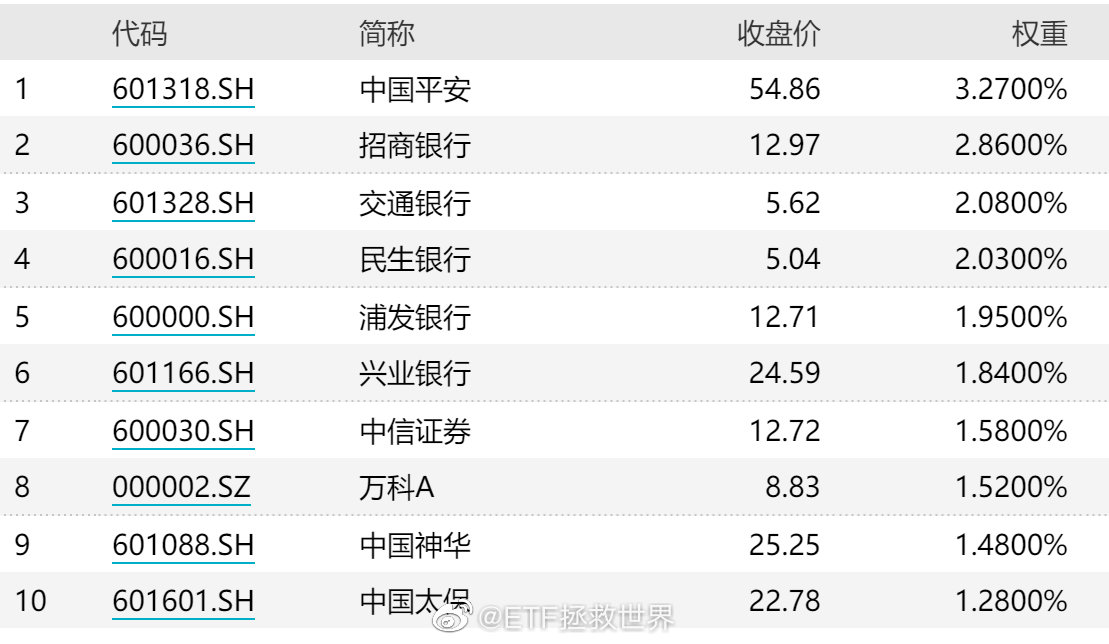 代码 简称 收盘价 权重
1 601318.SH 中国平安 54.86 3.2700%
2 600036.SH 招商银行 12.97 2.8600%
3 601328.SH 交通银行 5.62 2.0800%
4 600016.SH 民生银行 5.04 2.0300%
5 600000.SH 浦发银行 12.71 1.9500%
6 601166.SH 兴业银行 24.59 1.8400%
7 600030.SH 中信证券 12.72 1.5800%
8 000002.SZ 万科A 8.83 1.5200%
9 601088.SH 中国神华 25.25 1.4800%
10 601601.SH 中国太保 22.78 1.2800%
@ETF拯救世界